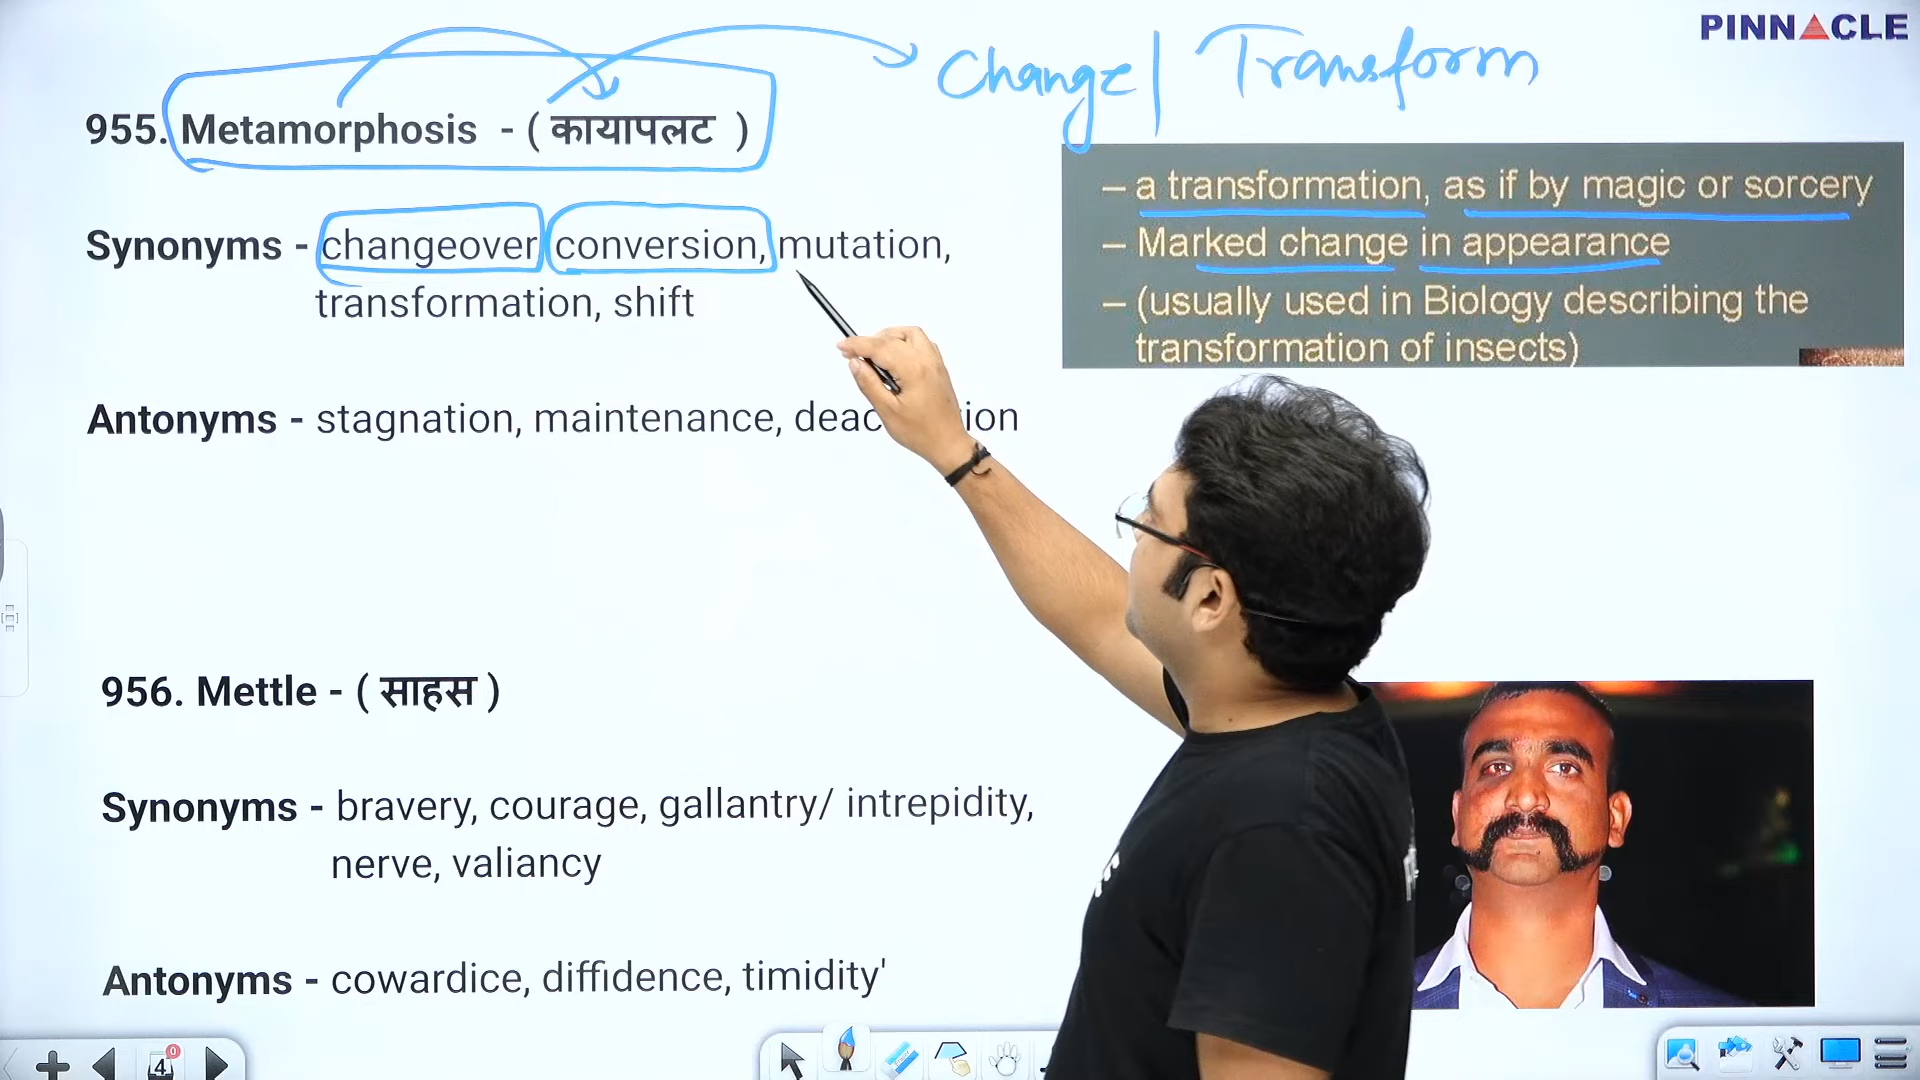 PINNACLE
Change | Transform
955. Metamorphosis - ( कायापलट )
– a transformation, as if by magic or sorcery
– Marked change in appearance
– (usually used in Biology describing the
transformation of insects)
Synonyms - changeover conversion, mutation,
transformation, shift
Antonyms - stagnation, maintenance,
956. Mettle - ( साहस )
Synonyms - bravery, courage, gallantry/ intrepidity,
nerve, valiancy
Antonyms - cowardice, diffidence, timidity'
4
0